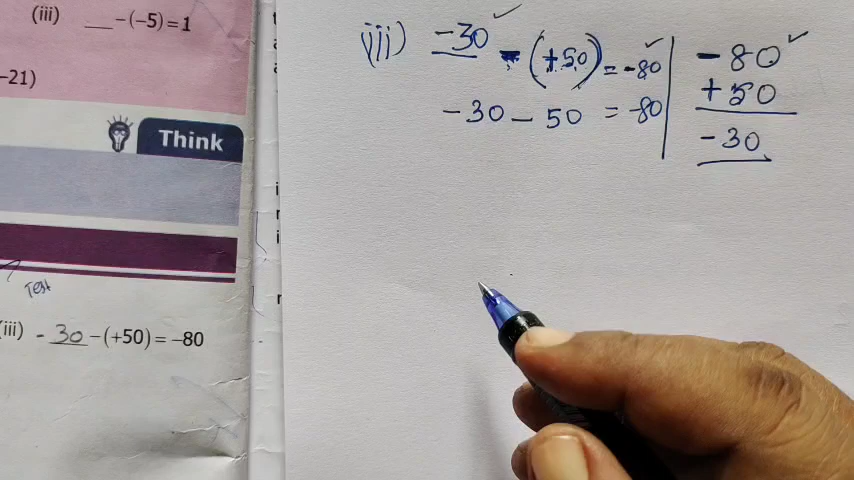 (iii) __ -(-5) = 1
-21)
Think
Test
(iii) -30 -(+50) = -80
iii) -30 - (+50) = -80
-30 - 50 = -80
-80
+50
-30